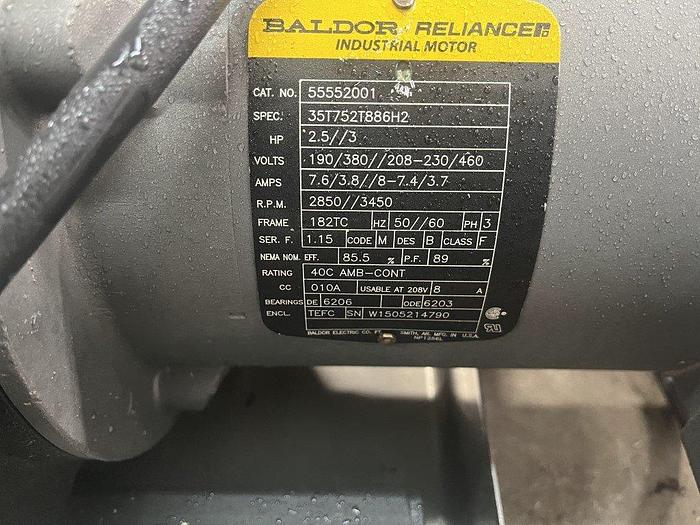 BALDOR RELIANCE
INDUSTRIAL MOTOR
CAT. NO. 55552001
SPEC. 35T752T886H2
HP 2.5//3
VOLTS 190/380//208-230/460
AMPS 7.6/3.8//8-7.4/3.7
R.P.M. 2850//3450
FRAME 182TC HZ 50//60 PH 3
SER. F. 1.15 CODE M DES B CLASS F
NEMA NOM. EFF. 85.5 % P.F. 89 %
RATING 40C AMB-CONT
CC 010A USABLE AT 208V 8 A
BEARINGS DE 6206 ODE 6203
ENCL. TEFC SN W1505214790
BALDOR ELECTRIC CO. FT. SMITH, AR. MFG. IN U.S.A.
NP1256L